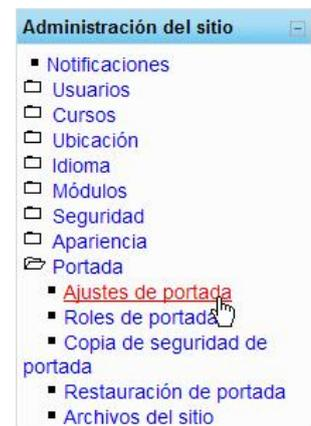 Administración del sitio
Notificaciones
Usuarios
Cursos
Ubicación
Idioma
Módulos
Seguridad
Apariencia
Portada
Ajustes de portada
Roles de portada
Copia de seguridad de
portada
Restauración de portada
Archivos del sitio